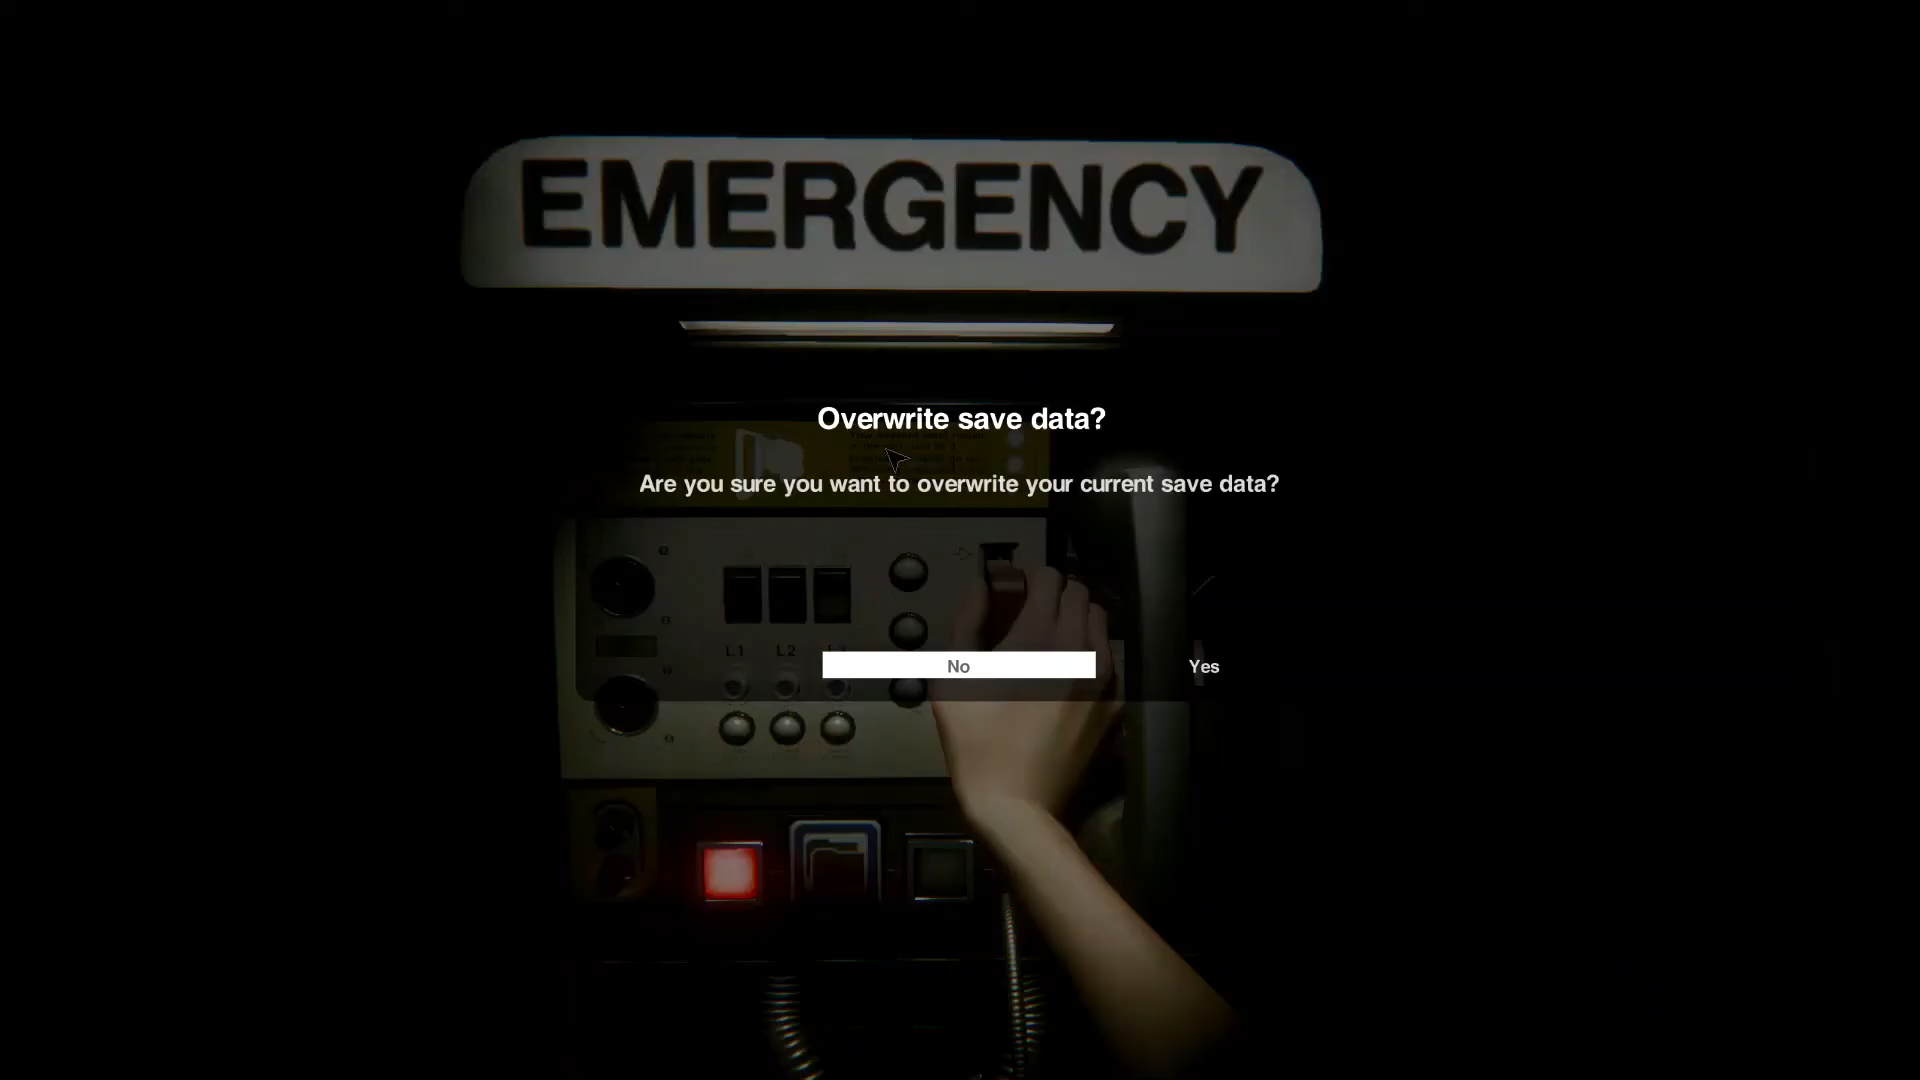 EMERGENCY
Overwrite save data?
Are you sure you want to overwrite your current save data?
L1 L2
No
Yes